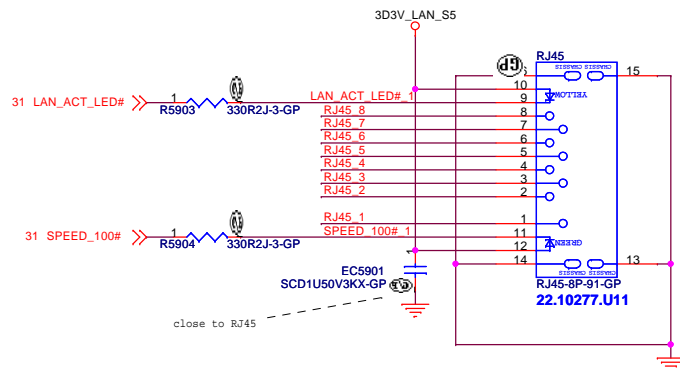 3D3V_LAN_S5
RJ45
GP
CHASSIS CHASSIS
15
10
31 LAN_ACT_LED# 1 LAN_ACT_LED#_1 9 YELLOW
R5903 330R2J-3-GP
RJ45_8 8
RJ45_7 7
RJ45_6 6
RJ45_5 5
RJ45_4 4
RJ45_3 3
RJ45_2 2
RJ45_1 1
31 SPEED_100# 1 SPEED_100#_1 11 GREEN
R5904 330R2J-3-GP
12
14 CHASSIS CHASSIS 13
EC5901
SCD1U50V3KX-GP
RJ45-8P-91-GP
22.10277.U11
close to RJ45